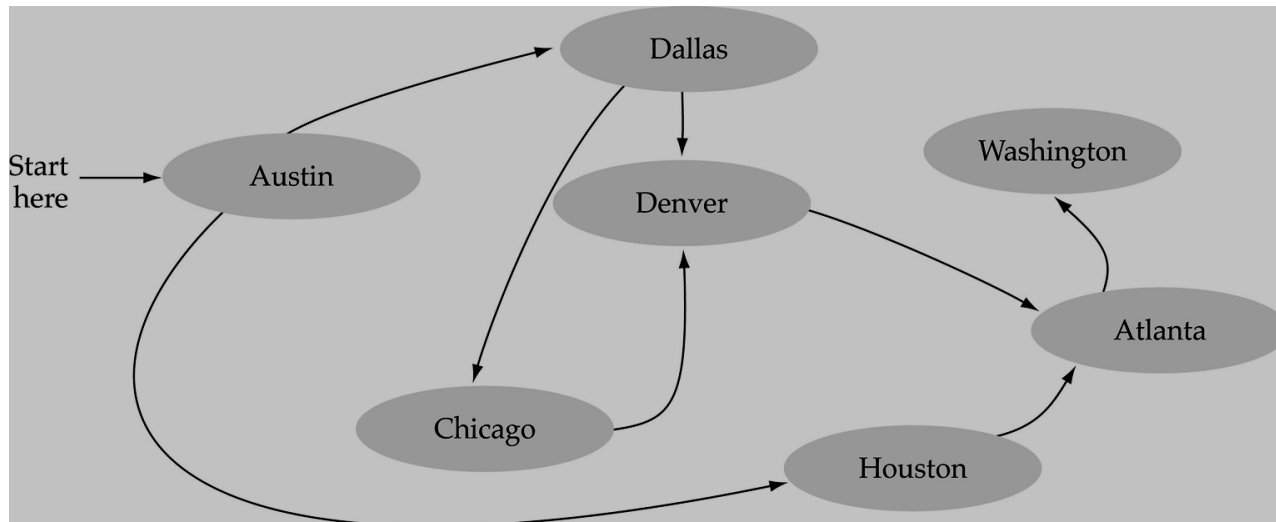 Dallas
Washington
Start
here
Austin
Denver
Atlanta
Chicago
Houston